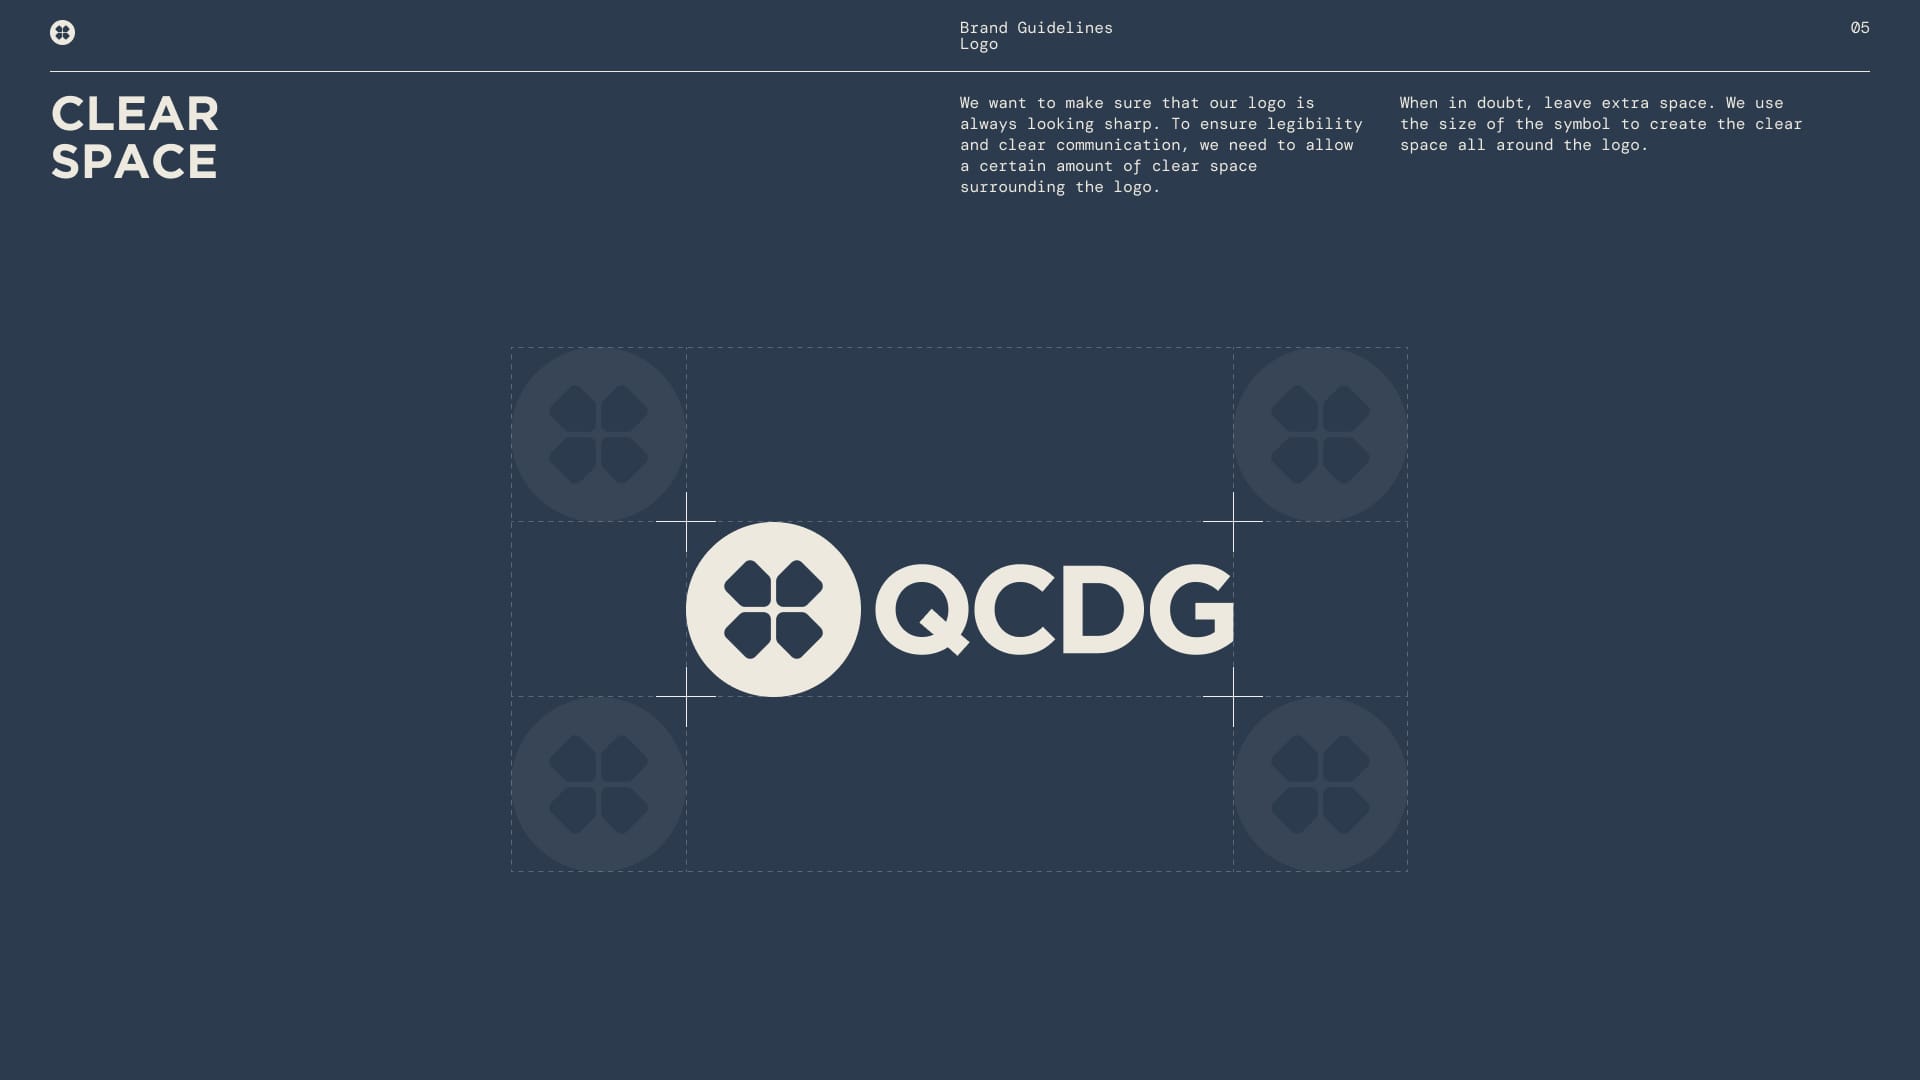 Brand Guidelines
Logo
05
CLEAR
SPACE
We want to make sure that our logo is
always looking sharp. To ensure legibility
and clear communication, we need to allow
a certain amount of clear space
surrounding the logo.
When in doubt, leave extra space. We use
the size of the symbol to create the clear
space all around the logo.
QCDG